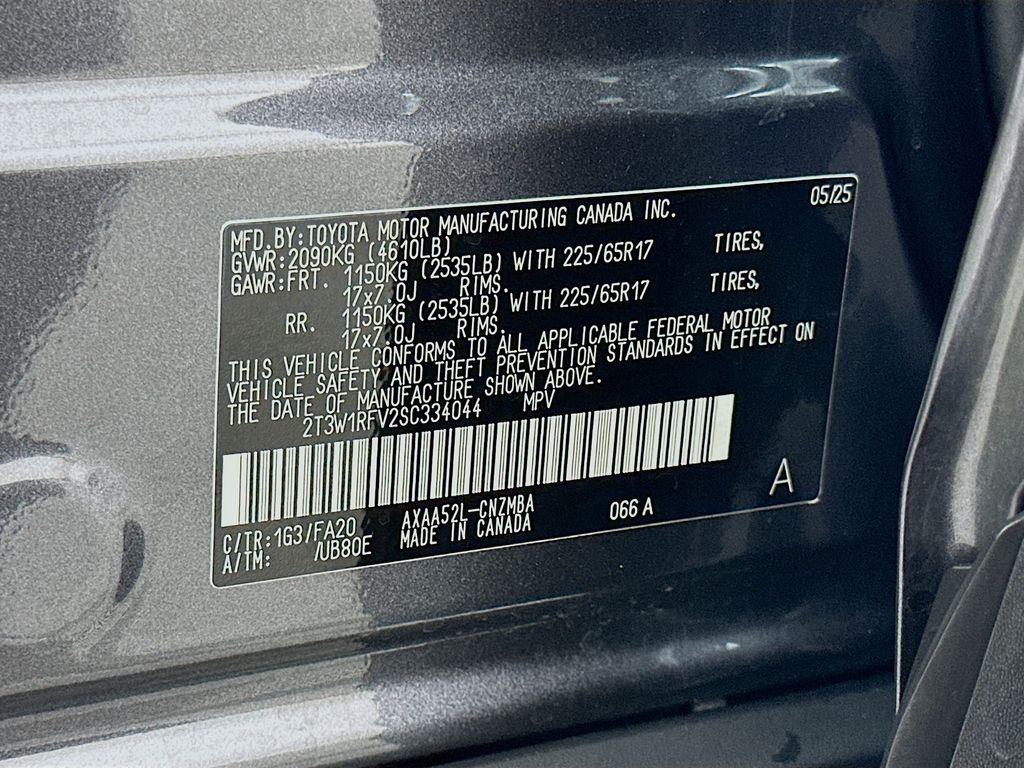 05/25
MFD.BY:TOYOTA MOTOR MANUFACTURING CANADA INC.
GVWR:2090KG (4610LB)
GAWR:FRT. 1150KG (2535LB) WITH 225/65R17 TIRES,
17x7.0J RIMS.
RR. 1150KG (2535LB) WITH 225/65R17 TIRES,
17x7.0J RIMS.
THIS VEHICLE CONFORMS TO ALL APPLICABLE FEDERAL MOTOR
VEHICLE SAFETY AND THEFT PREVENTION STANDARDS IN EFFECT ON
THE DATE OF MANUFACTURE SHOWN ABOVE.
2T3W1RFV2SC334044 MPV
C/TR:1G3/FA20 AXAA52L-CNZMBA 066 A A
A/TM: /UB80E MADE IN CANADA